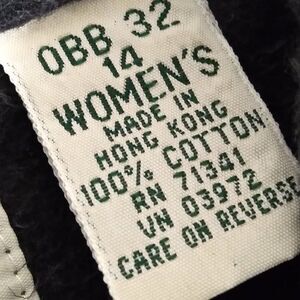 OBB 32
14
WOMEN'S
MADE IN
HONG KONG
100% COTTON
RN 71341
VN 03972
CARE ON REVERSE